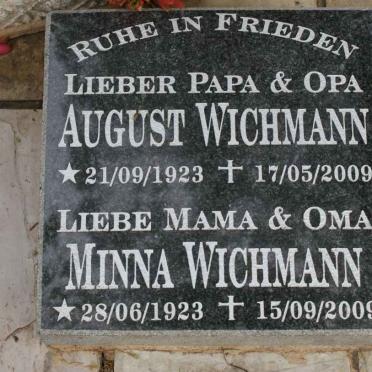 RUHE IN FRIEDEN
LIEBER PAPA & OPA
AUGUST WICHMANN
★ 21/09/1923 ✝ 17/05/2009
LIEBE MAMA & OMA
MINNA WICHMANN
★ 28/06/1923 ✝ 15/09/2009